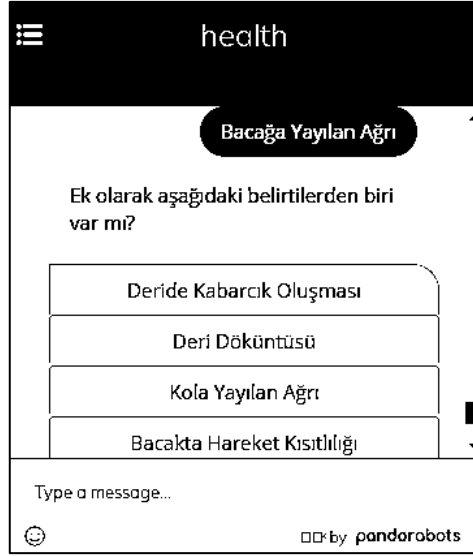 health
Bacağa Yayılan Ağrı
Ek olarak aşağıdaki belirtilerden biri
var mı?
Deride Kabarcık Oluşması
Deri Döküntüsü
Kola Yayılan Ağrı
Bacakta Hareket Kısıtlılığı
Type a message...
by pandorabots